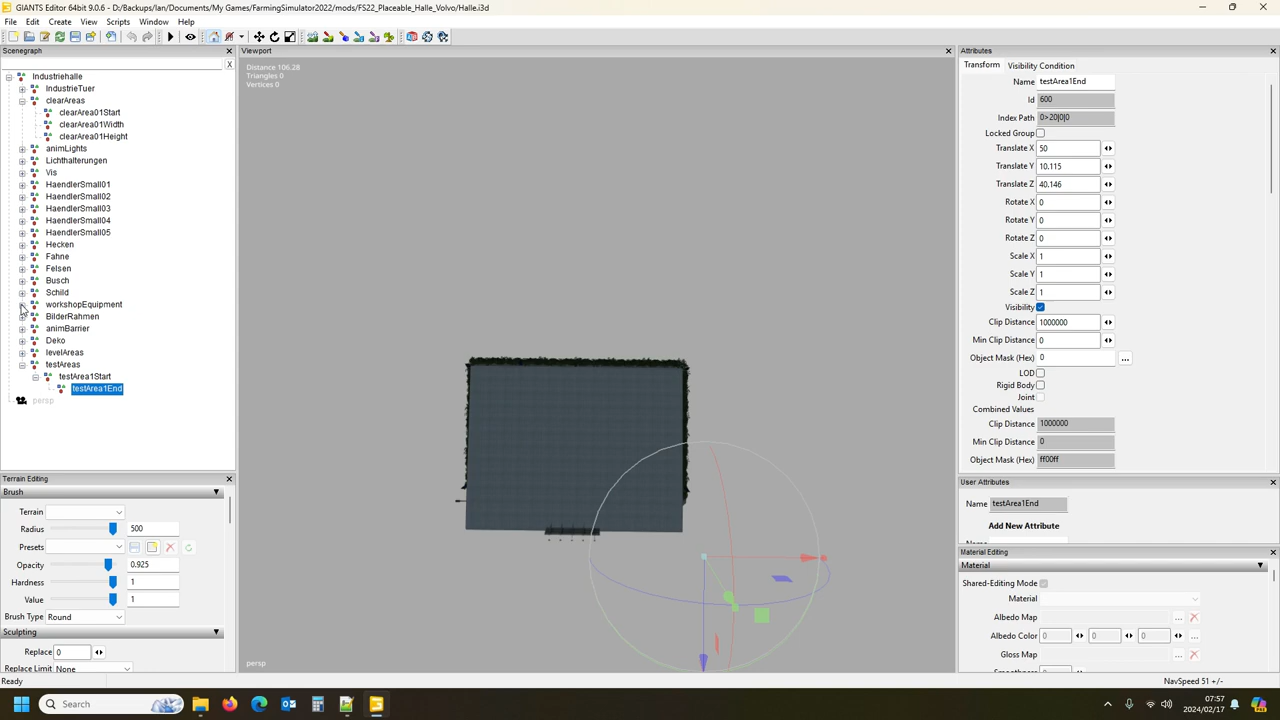 GIANTS Editor 64bit 9.0.6 - D:/Backups/Ian/Documents/My Games/FarmingSimulator2022/mods/FS22_Placeable_Halle_Volvo/Halle.i3d
File Edit Create View Scripts Window Help
Scenegraph
X
Industriehalle
IndustrieTuer
clearAreas
clearArea01Start
clearArea01Width
clearArea01Height
animLights
Lichthalterungen
Vis
HaendlerSmall01
HaendlerSmall02
HaendlerSmall03
HaendlerSmall04
HaendlerSmall05
Hecken
Fahne
Felsen
Busch
Schild
workshopEquipment
BilderRahmen
animBarrier
Deko
levelAreas
testAreas
testArea1Start
testArea1End
persp
Terrain Editing
Brush
Terrain
Radius 500
Presets
Opacity 0.925
Hardness 1
Value 1
Brush Type Round
Sculpting
Replace 0
Replace Limit None
Ready
Viewport
Distance 106.28
Triangles 0
Vertices 0
persp
Attributes
Transform Visibility Condition
Name testArea1End
Id 600
Index Path 0>20|0|0
Locked Group
Translate X 50
Translate Y 10.115
Translate Z 40.146
Rotate X 0
Rotate Y 0
Rotate Z 0
Scale X 1
Scale Y 1
Scale Z 1
Visibility
Clip Distance 1000000
Min Clip Distance 0
Object Mask (Hex) 0 ...
LOD
Rigid Body
Joint
Combined Values
Clip Distance 1000000
Min Clip Distance 0
Object Mask (Hex) ff00ff
User Attributes
Name testArea1End
Add New Attribute
Material Editing
Material
Shared-Editing Mode
Material
Albedo Map ...
Albedo Color 0 0 0 ...
Gloss Map ...
NavSpeed 51 +/-
Search
07:57
2024/02/17